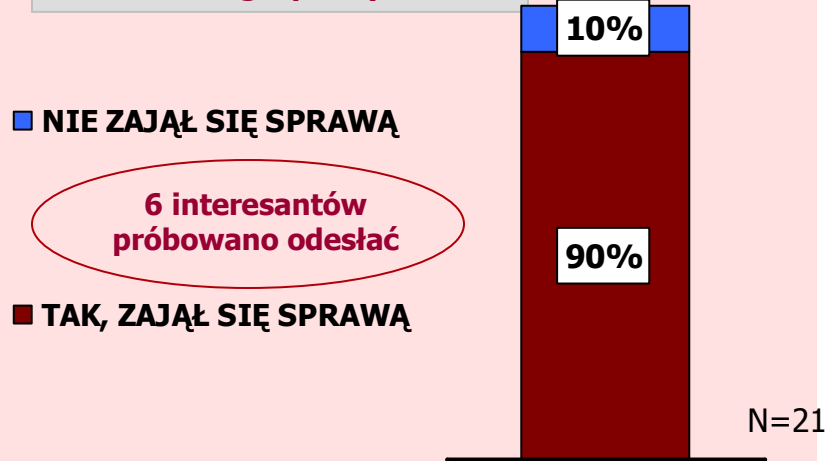 10%
NIE ZAJĄŁ SIĘ SPRAWĄ
6 interesantów
próbowano odesłać
90%
TAK, ZAJĄŁ SIĘ SPRAWĄ
N=21